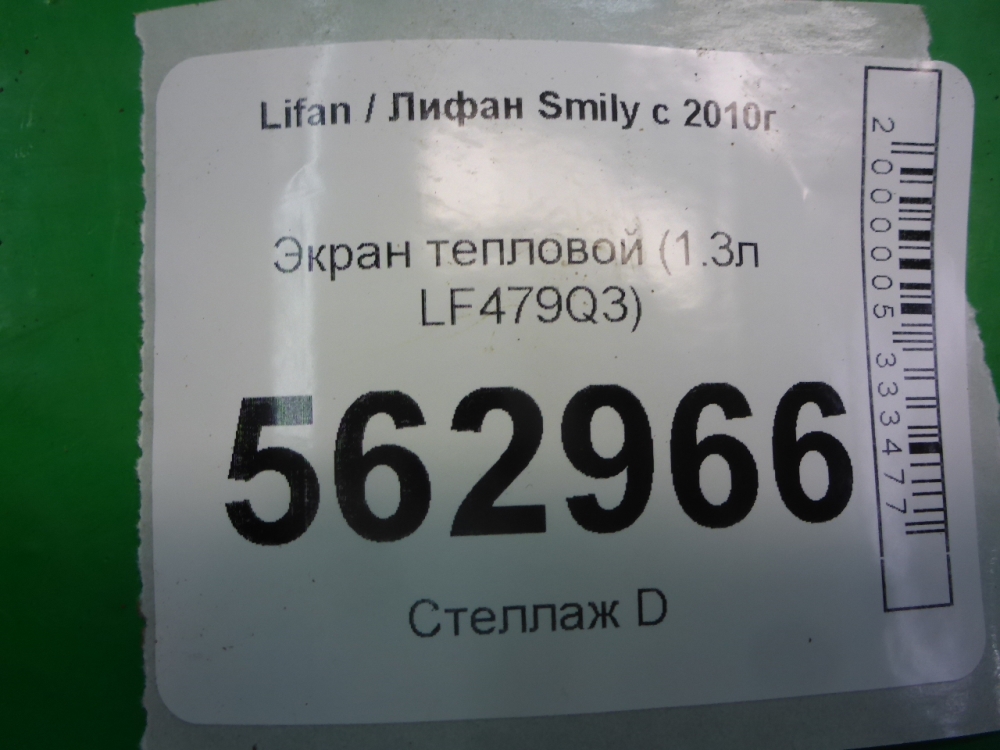 Lifan / Лифан Smily с 2010г
Экран тепловой (1.3л
LF479Q3)
562966
Стеллаж D
2000005333477